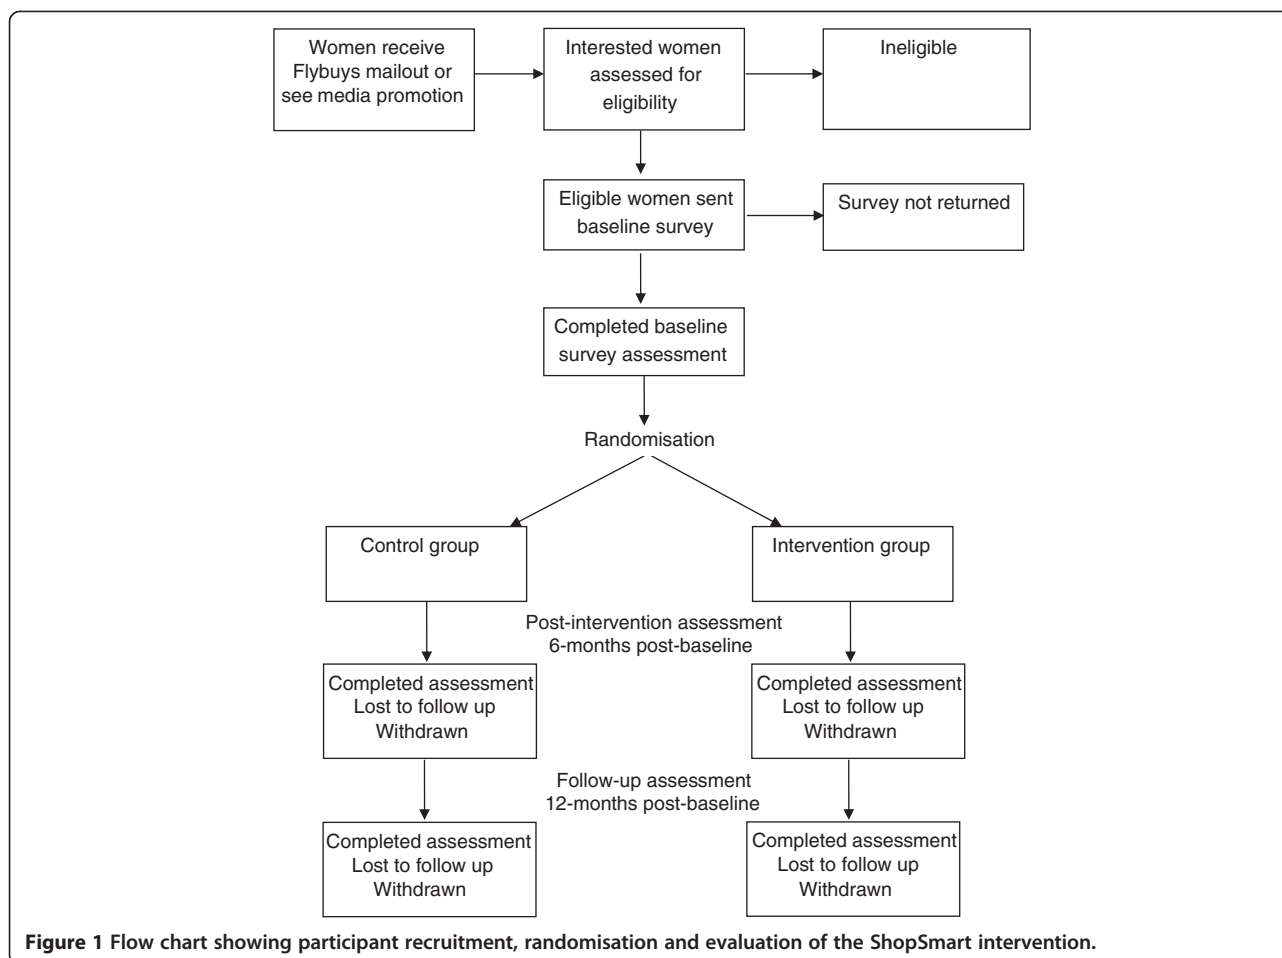 Women receive
Flybuys mailout or
see media promotion
Interested women
assessed for
eligibility
Ineligible
Eligible women sent
baseline survey
Survey not returned
Completed baseline
survey assessment
Randomisation
Control group
Intervention group
Post-intervention assessment
6-months post-baseline
Completed assessment
Lost to follow up
Withdrawn
Completed assessment
Lost to follow up
Withdrawn
Follow-up assessment
12-months post-baseline
Completed assessment
Lost to follow up
Withdrawn
Completed assessment
Lost to follow up
Withdrawn
Figure 1 Flow chart showing participant recruitment, randomisation and evaluation of the ShopSmart intervention.